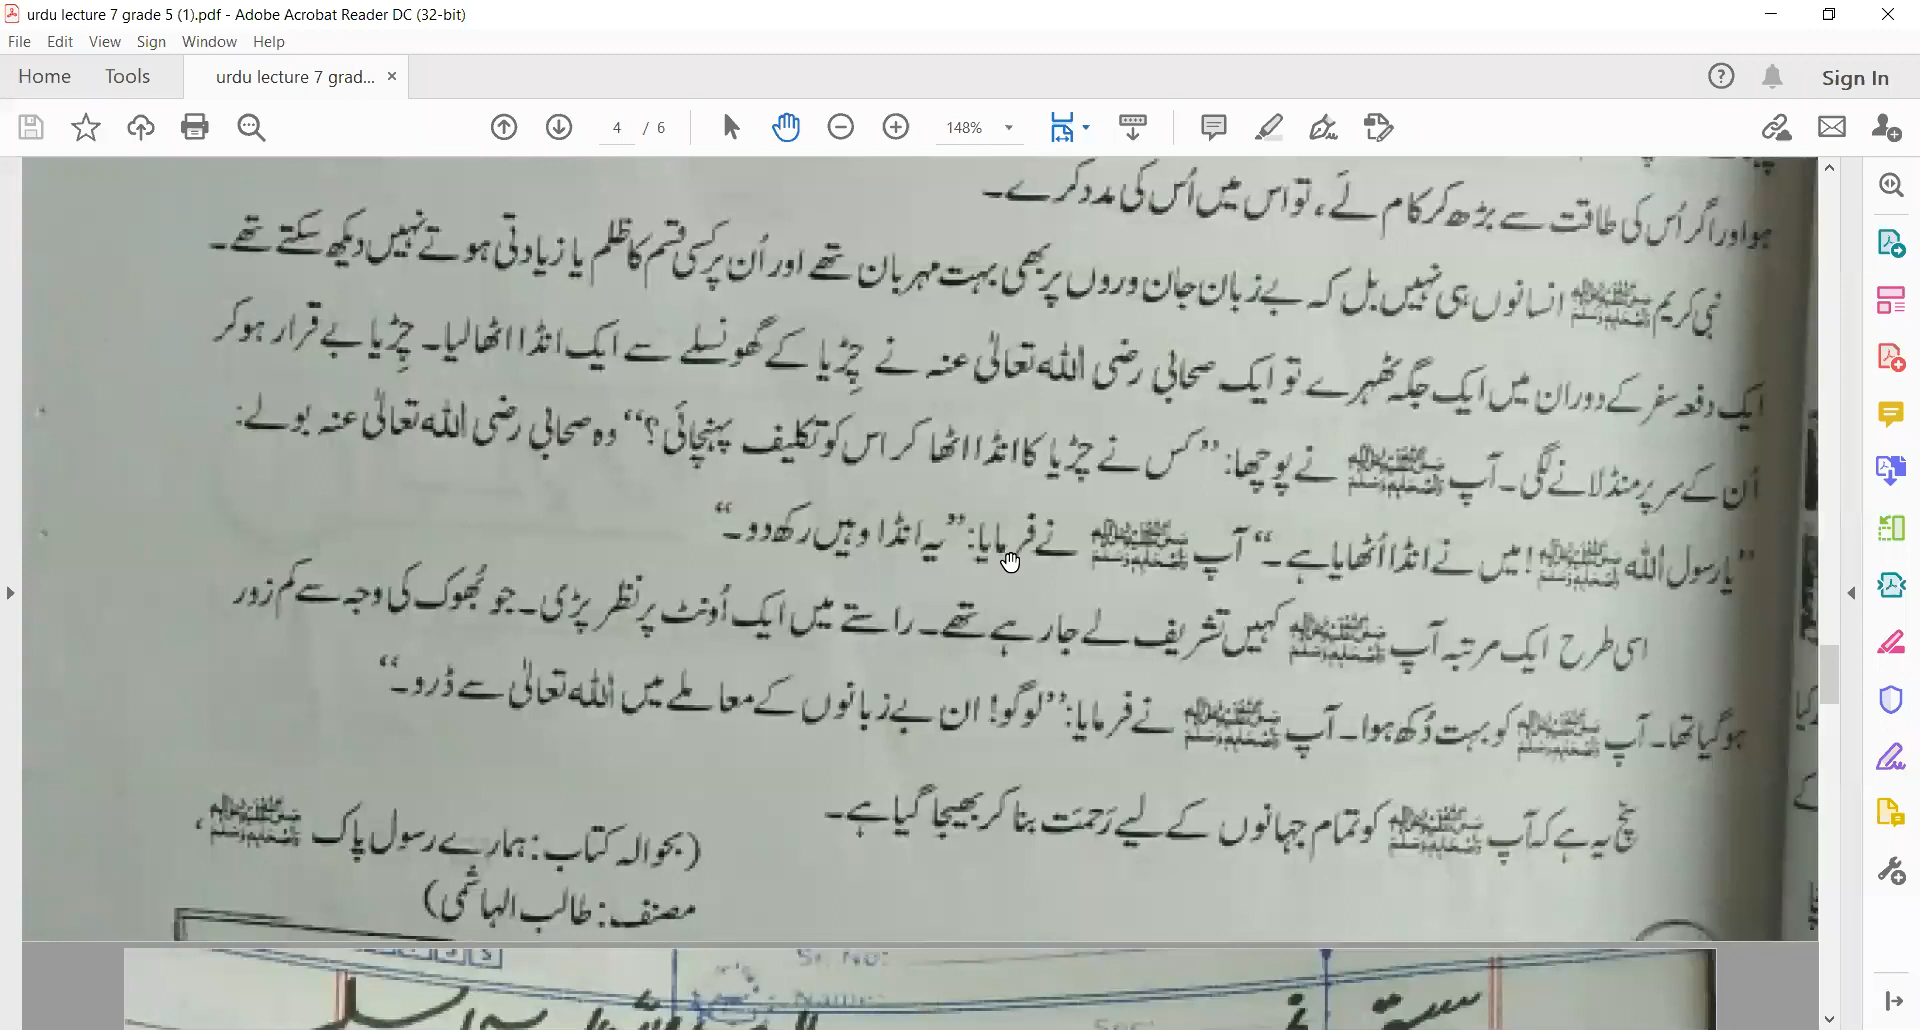 urdu lecture 7 grade 5 (1).pdf - Adobe Acrobat Reader DC (32-bit)
File Edit View Sign Window Help
Home Tools urdu lecture 7 grad... × Sign In
4 / 6 148%
ہو اور اگر اُس کی طاقت سے بڑھ کر کام لے، تو اس میں اُس کی مدد کرے۔
نبی کریم ﷺ انسانوں ہی نہیں بل کہ بے زبان جان وروں پر بھی بہت مہربان تھے اور اُن پر کسی قسم کا ظلم یا زیادتی ہوتے نہیں دیکھ سکتے تھے۔
ایک دفعہ سفر کے دوران میں ایک جگہ ٹھہرے تو ایک صحابی رضی اللہ تعالیٰ عنہ نے چِڑیا کے گھونسلے سے ایک انڈا اٹھا لیا۔ چِڑیا بے قرار ہو کر
اُن کے سر پر منڈلانے لگی۔ آپ ﷺ نے پوچھا: ”کس نے چڑیا کا انڈا اٹھا کر اس کو تکلیف پہنچائی؟“ وہ صحابی رضی اللہ تعالیٰ عنہ بولے:
”یا رسول اللہ ﷺ! میں نے انڈا اُٹھایا ہے۔“ آپ ﷺ نے فرمایا: ”یہ انڈا وہیں رکھ دو۔“
اسی طرح ایک مرتبہ آپ ﷺ کہیں تشریف لے جا رہے تھے۔ راستے میں ایک اُونٹ پر نظر پڑی۔ جو بُھوک کی وجہ سے کم زور
ہو گیا تھا۔ آپ ﷺ کو بہت دُکھ ہوا۔ آپ ﷺ نے فرمایا: ”لوگو! ان بے زبانوں کے معاملے میں اللہ تعالیٰ سے ڈرو۔“
سچ یہ ہے کہ آپ ﷺ کو تمام جہانوں کے لیے رَحمَت بنا کر بھیجا گیا ہے۔
(بحوالہ کتاب: ہمارے رسول پاک ﷺ،
مصنف: طالب الہاشمی)
Sr. No:
Name: